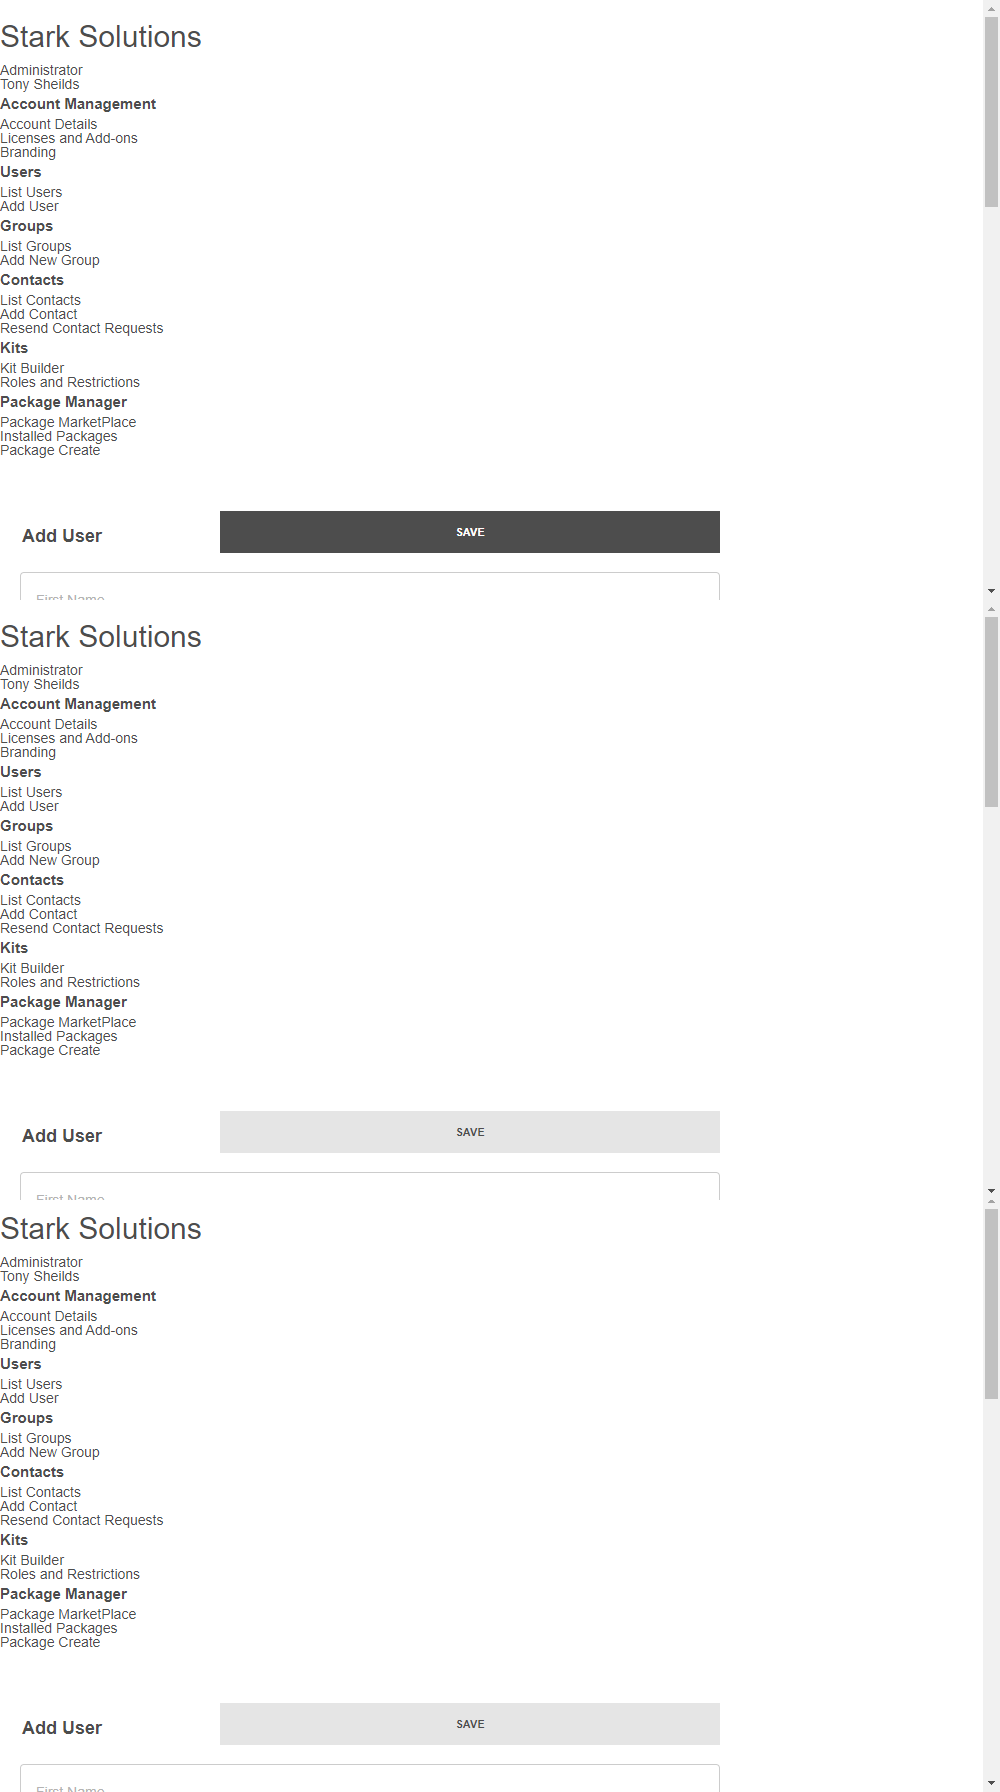 Stark Solutions
Administrator
Tony Sheilds
Account Management
Account Details
Licenses and Add-ons
Branding
Users
List Users
Add User
Groups
List Groups
Add New Group
Contacts
List Contacts
Add Contact
Resend Contact Requests
Kits
Kit Builder
Roles and Restrictions
Package Manager
Package MarketPlace
Installed Packages
Package Create
Add User
SAVE
First Name
Stark Solutions
Administrator
Tony Sheilds
Account Management
Account Details
Licenses and Add-ons
Branding
Users
List Users
Add User
Groups
List Groups
Add New Group
Contacts
List Contacts
Add Contact
Resend Contact Requests
Kits
Kit Builder
Roles and Restrictions
Package Manager
Package MarketPlace
Installed Packages
Package Create
Add User
SAVE
First Name
Stark Solutions
Administrator
Tony Sheilds
Account Management
Account Details
Licenses and Add-ons
Branding
Users
List Users
Add User
Groups
List Groups
Add New Group
Contacts
List Contacts
Add Contact
Resend Contact Requests
Kits
Kit Builder
Roles and Restrictions
Package Manager
Package MarketPlace
Installed Packages
Package Create
Add User
SAVE
First Name